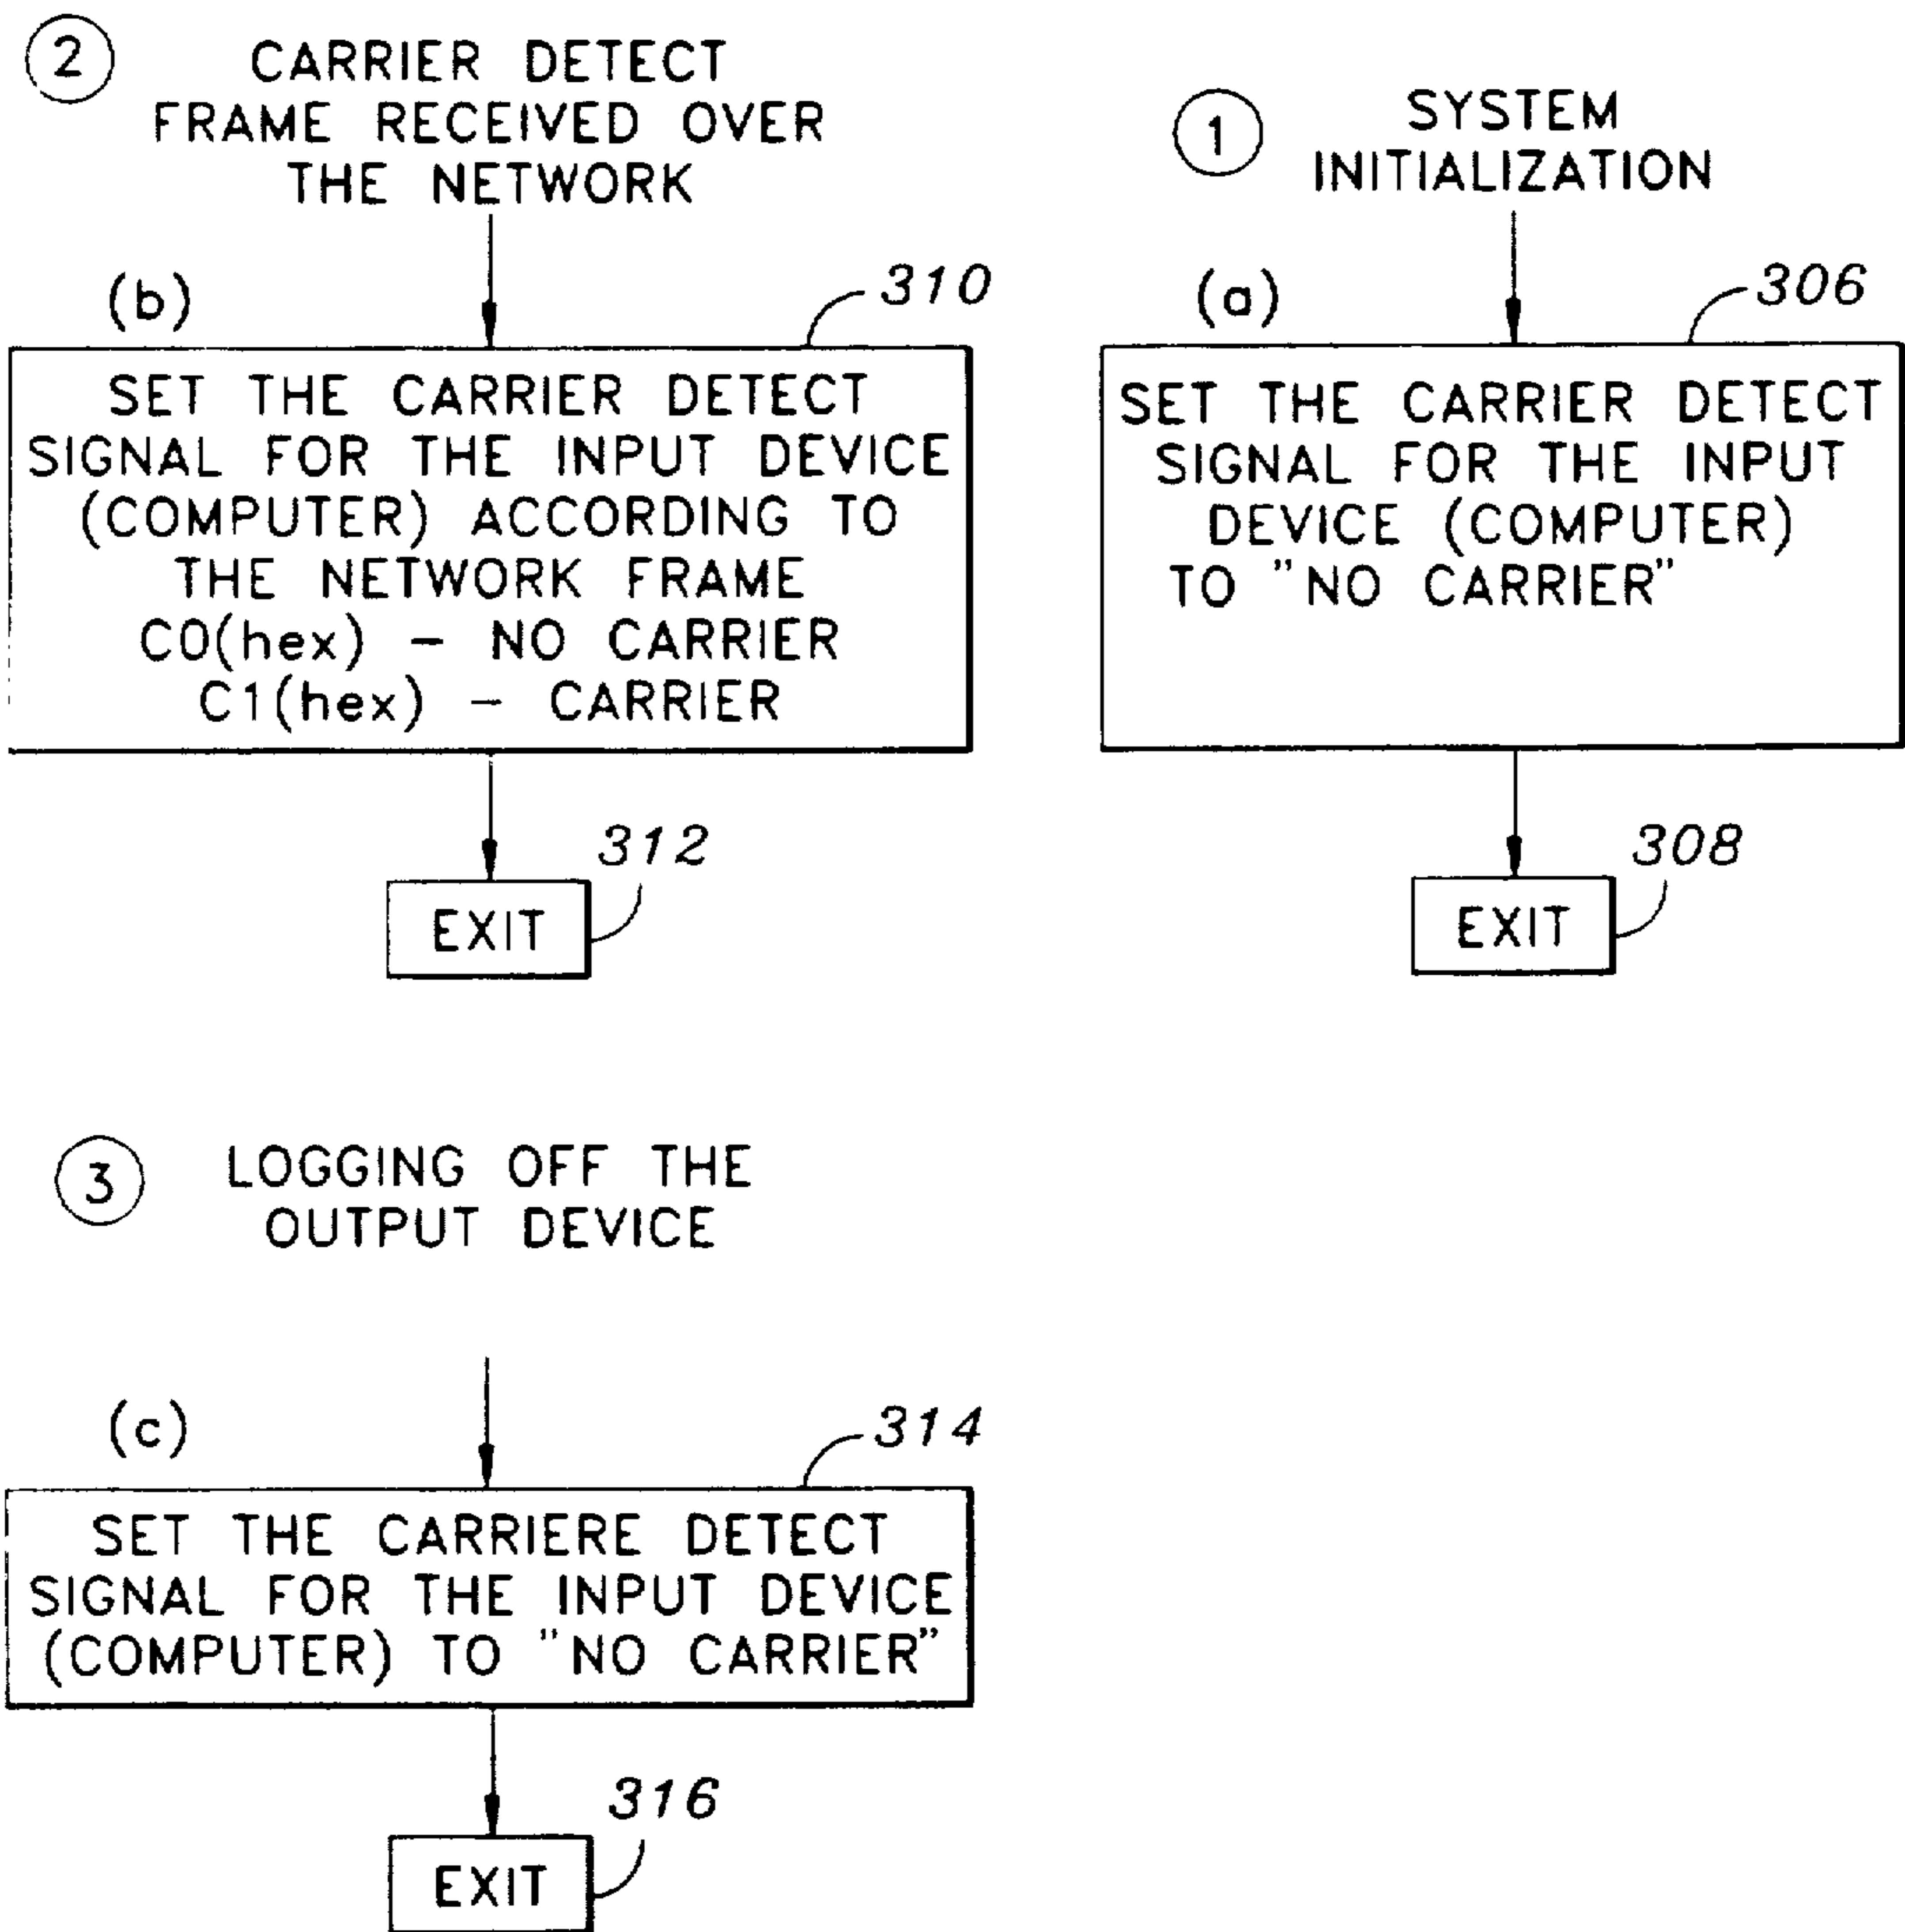 2
CARRIER DETECT
FRAME RECEIVED OVER
THE NETWORK
(b)
310
SET THE CARRIER DETECT
SIGNAL FOR THE INPUT DEVICE
(COMPUTER) ACCORDING TO
THE NETWORK FRAME
C0(hex) – NO CARRIER
C1(hex) – CARRIER
312
EXIT
1
SYSTEM
INITIALIZATION
(a)
306
SET THE CARRIER DETECT
SIGNAL FOR THE INPUT
DEVICE (COMPUTER)
TO "NO CARRIER"
308
EXIT
3
LOGGING OFF THE
OUTPUT DEVICE
(c)
314
SET THE CARRIERE DETECT
SIGNAL FOR THE INPUT DEVICE
(COMPUTER) TO "NO CARRIER"
316
EXIT